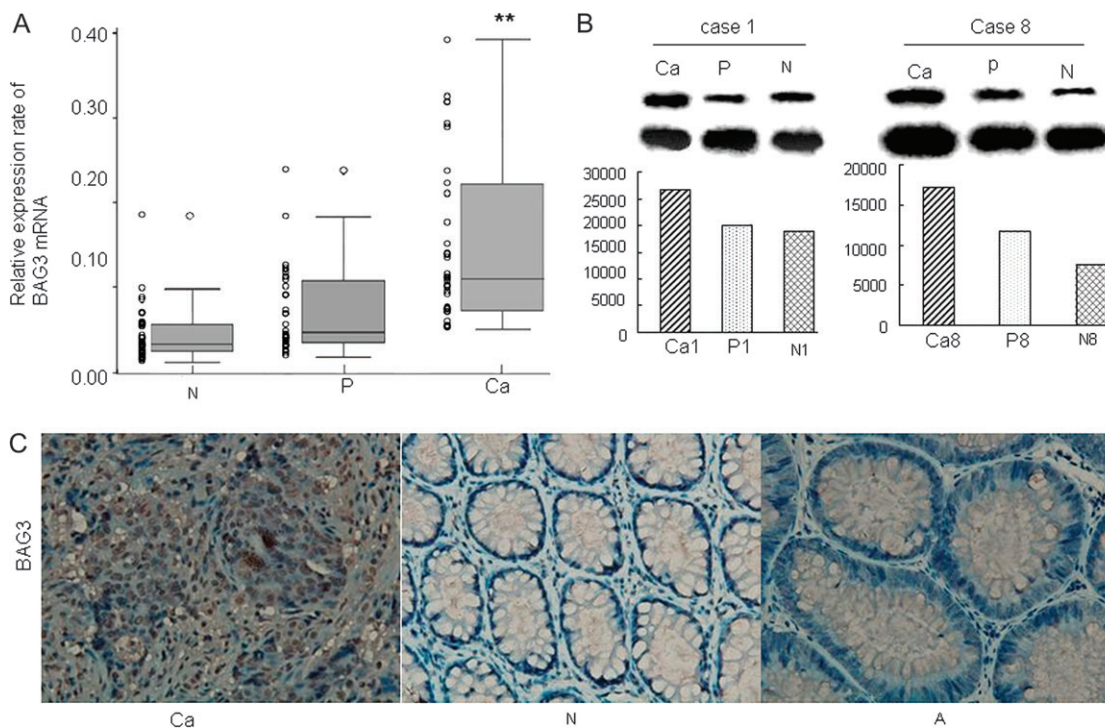 A
Relative expression rate of
BAG3 mRNA
0.40
0.30
0.20
0.10
0.00
**
N
P
Ca
B
case 1
Ca P N
30000
25000
20000
15000
10000
5000
0
Ca1 P1 N1
Case 8
Ca p N
20000
15000
10000
5000
0
Ca8 P8 N8
C
BAG3
Ca
N
A